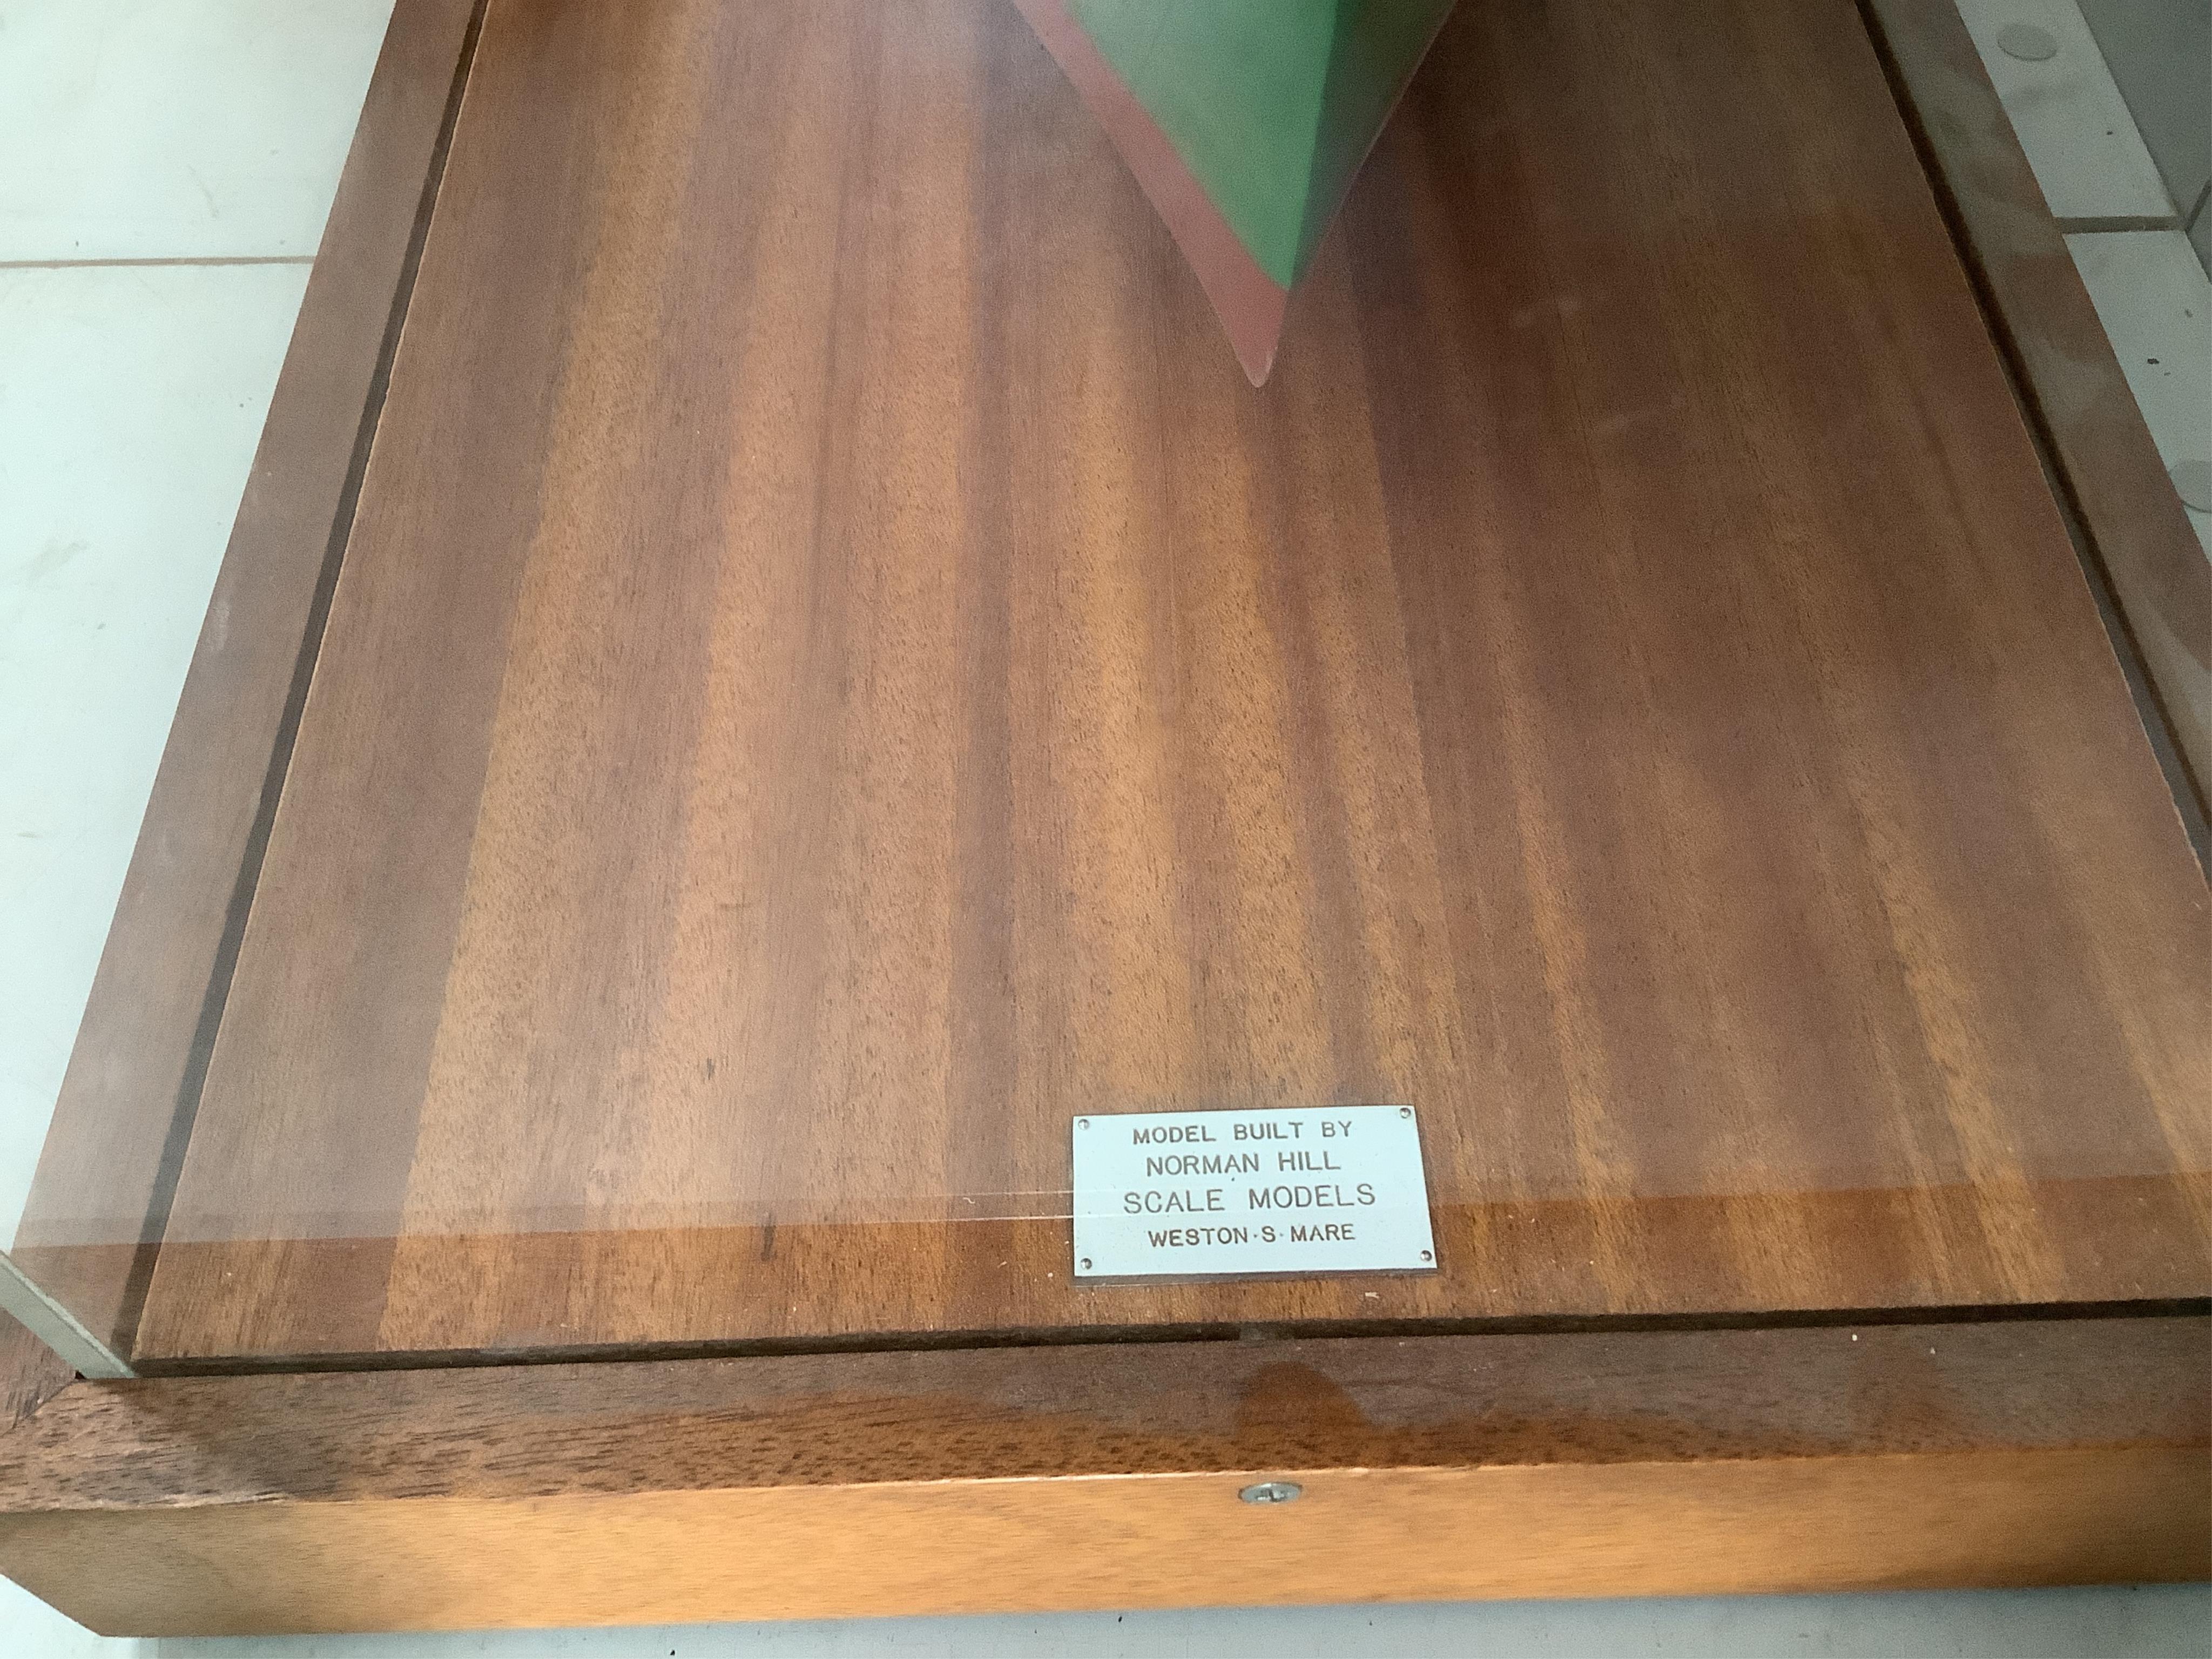 MODEL BUILT BY
NORMAN HILL
SCALE MODELS
WESTON·S·MARE